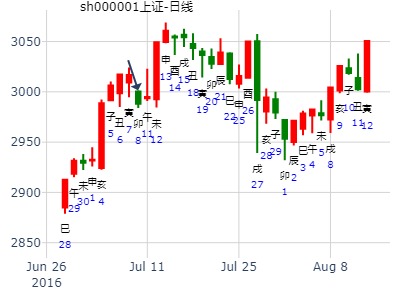 sh000001上证-日线
3050
3000
2950
2900
2850
巳 28
午 29
未 30
申 1
亥 4
子 5
丑 6
寅 7
卯 8
午 11
未 12
申 13
酉 14
戌 15
丑 18
寅 19
卯 20
辰 21
巳 22
申 25
酉 26
戌 27
亥 28
子 29
卯 1
辰 2
巳 3
午 4
未 5
戌 8
亥 9
子 10
丑 11
寅 12
Jun 26
2016
Jul 11
Jul 25
Aug 8